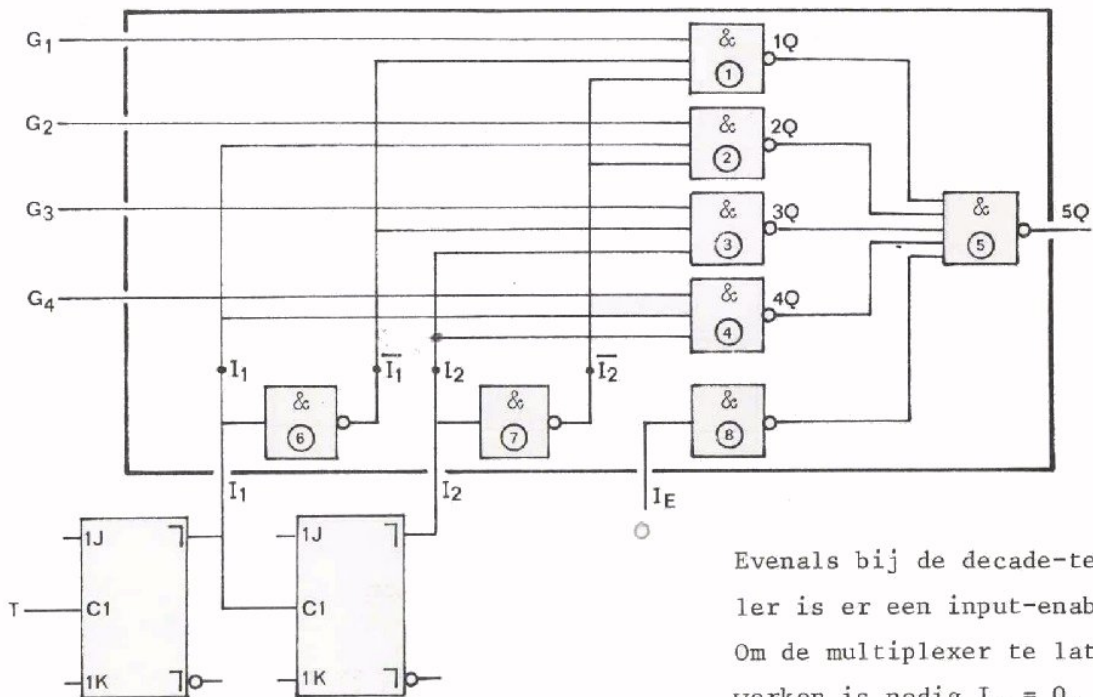 G1
& 1Q
①
G2
& 2Q
②
G3
& 3Q
③
& 5Q
⑤
G4
& 4Q
④
I1 I̅1̅ I2 I̅2̅
&
⑥
&
⑦
&
⑧
I1 I2 IE
1J
T C1
1K
1J
C1
1K
Evenals bij de decade-te
ler is er een input-enab
Om de multiplexer te lat